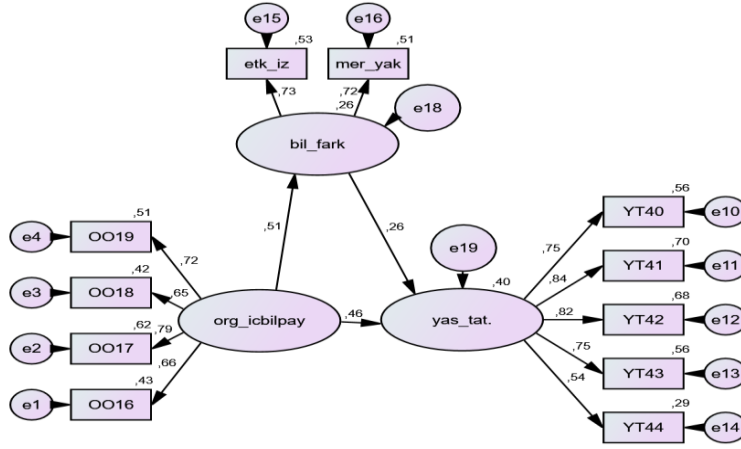 e15
e16
,53
,51
etk_iz
mer_yak
,73
,72
,26
e18
bil_fark
,51
,26
,51
e4
OO19
,72
,42
e3
OO18
,65
,62
,79
e2
OO17
,66
,43
e1
OO16
org_icbilpay
,46
e19
,40
yas_tat.
,56
YT40
e10
,75
,70
YT41
e11
,84
,68
YT42
e12
,82
,56
YT43
e13
,75
,29
YT44
e14
,54